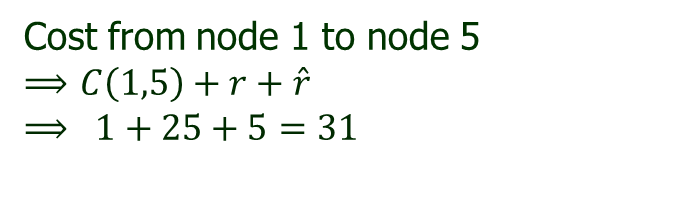 Cost from node 1 to node 5
⟹ 𝐶(1,5) + 𝑟 + 𝑟̂
⟹ 1 + 25 + 5 = 31